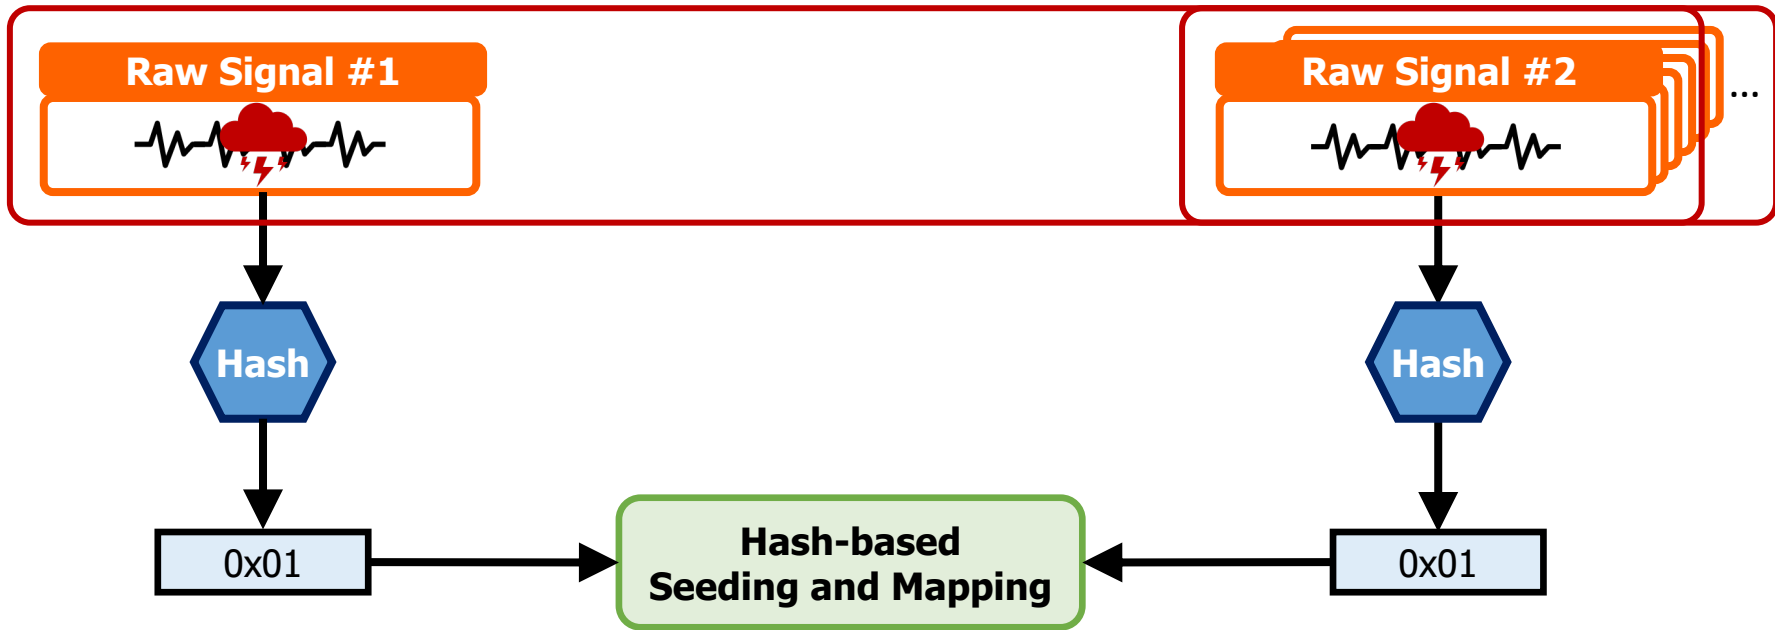 Raw Signal #1
Raw Signal #2
...
Hash
Hash
0x01
Hash-based
Seeding and Mapping
0x01